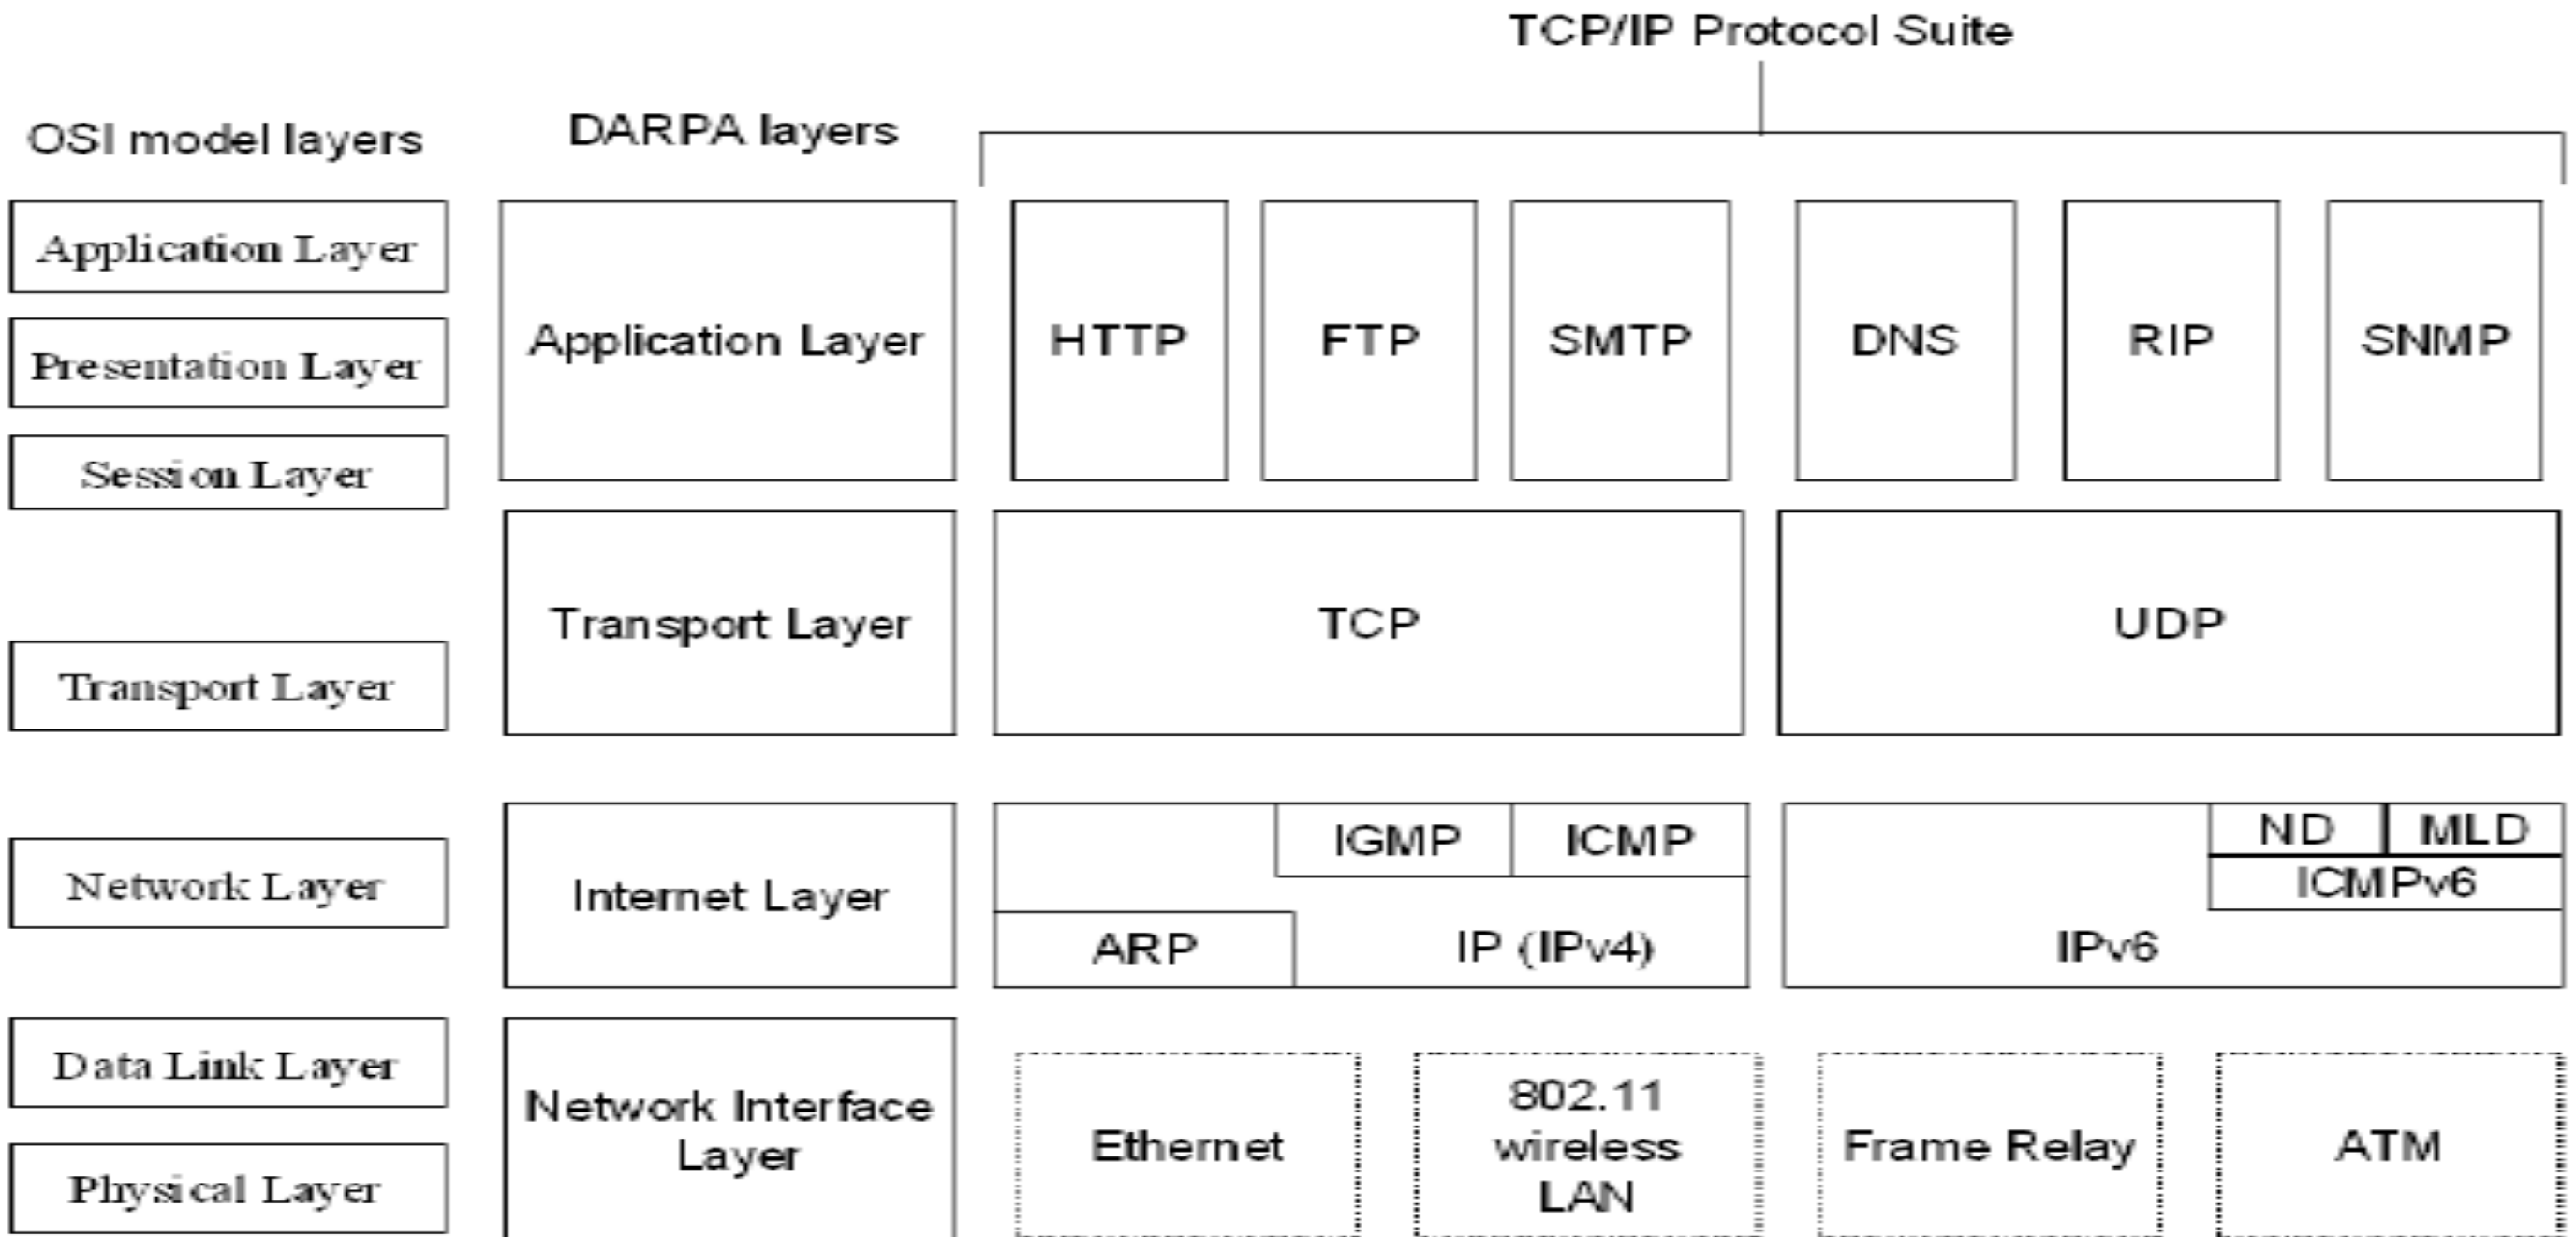 TCP/IP Protocol Suite
OSI model layers
DARPA layers
Application Layer
Presentation Layer
Session Layer
Application Layer
HTTP
FTP
SMTP
DNS
RIP
SNMP
Transport Layer
Transport Layer
TCP
UDP
Network Layer
Internet Layer
IGMP
ICMP
ARP
IP (IPv4)
ND
MLD
ICMPv6
IPv6
Data Link Layer
Physical Layer
Network Interface
Layer
Ethernet
802.11
wireless
LAN
Frame Relay
ATM